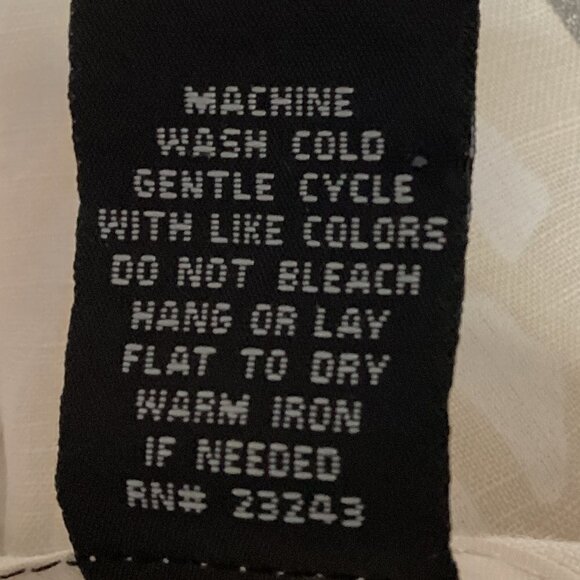 MACHINE
WASH COLD
GENTLE CYCLE
WITH LIKE COLORS
DO NOT BLEACH
HANG OR LAY
FLAT TO DRY
WARM IRON
IF NEEDED
RN# 23243